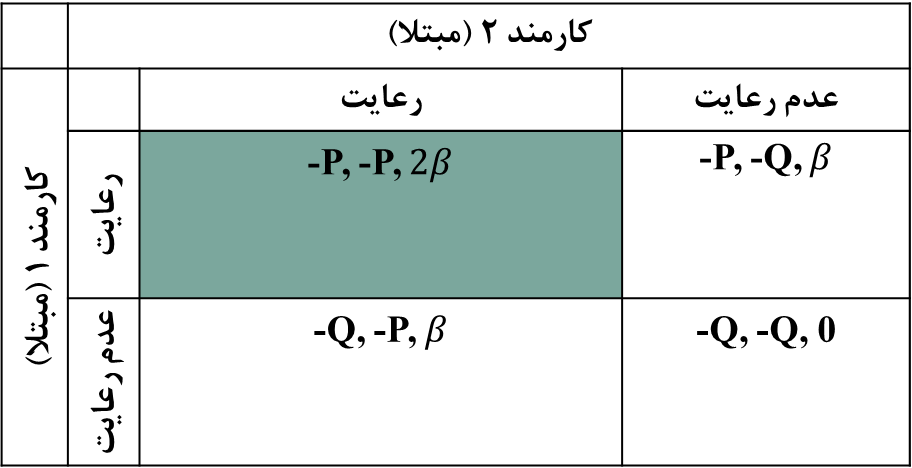 کارمند ۲ (مبتلا)
رعایت	عدم رعایت
کارمند ۱ (مبتلا)
رعایت	-P, -P, 2β	-P, -Q, β
عدم رعایت	-Q, -P, β	-Q, -Q, 0